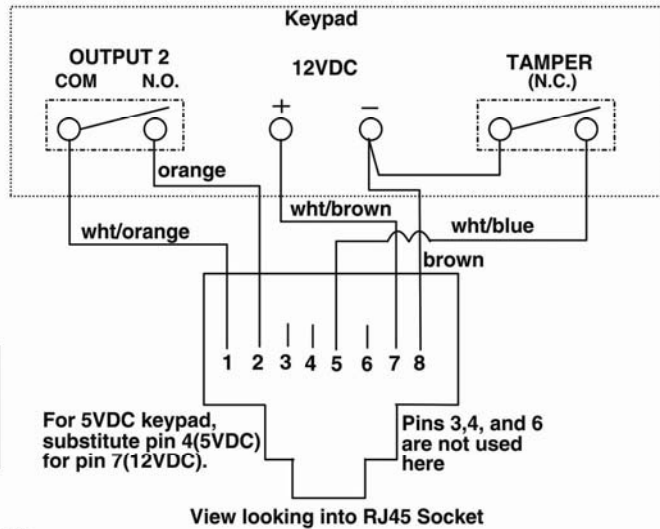 Keypad
OUTPUT 2
COM N.O.
12VDC
TAMPER
(N.C.)
+ −
orange
wht/brown
wht/orange
wht/blue
brown
1 2 3 4 5 6 7 8
For 5VDC keypad,
substitute pin 4(5VDC)
for pin 7(12VDC).
Pins 3,4, and 6
are not used
here
View looking into RJ45 Socket